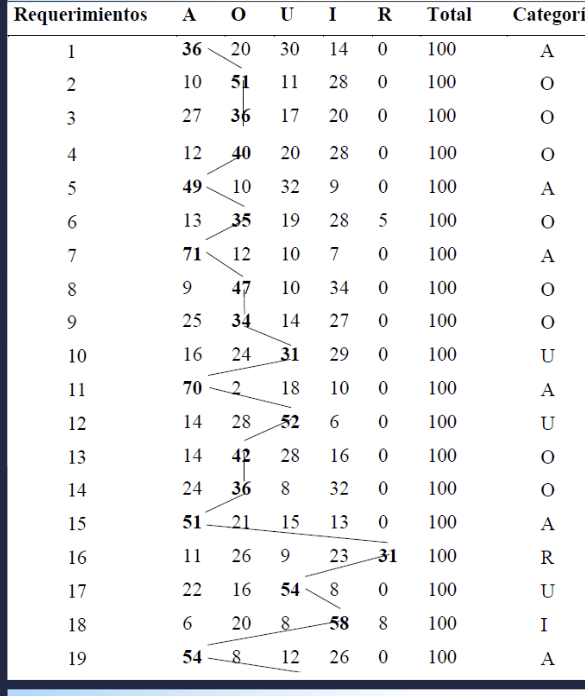 Requerimientos A O U I R Total Categorí
1 36 20 30 14 0 100 A
2 10 51 11 28 0 100 O
3 27 36 17 20 0 100 O
4 12 40 20 28 0 100 O
5 49 10 32 9 0 100 A
6 13 35 19 28 5 100 O
7 71 12 10 7 0 100 A
8 9 47 10 34 0 100 O
9 25 34 14 27 0 100 O
10 16 24 31 29 0 100 U
11 70 2 18 10 0 100 A
12 14 28 52 6 0 100 U
13 14 42 28 16 0 100 O
14 24 36 8 32 0 100 O
15 51 21 15 13 0 100 A
16 11 26 9 23 31 100 R
17 22 16 54 8 0 100 U
18 6 20 8 58 8 100 I
19 54 8 12 26 0 100 A